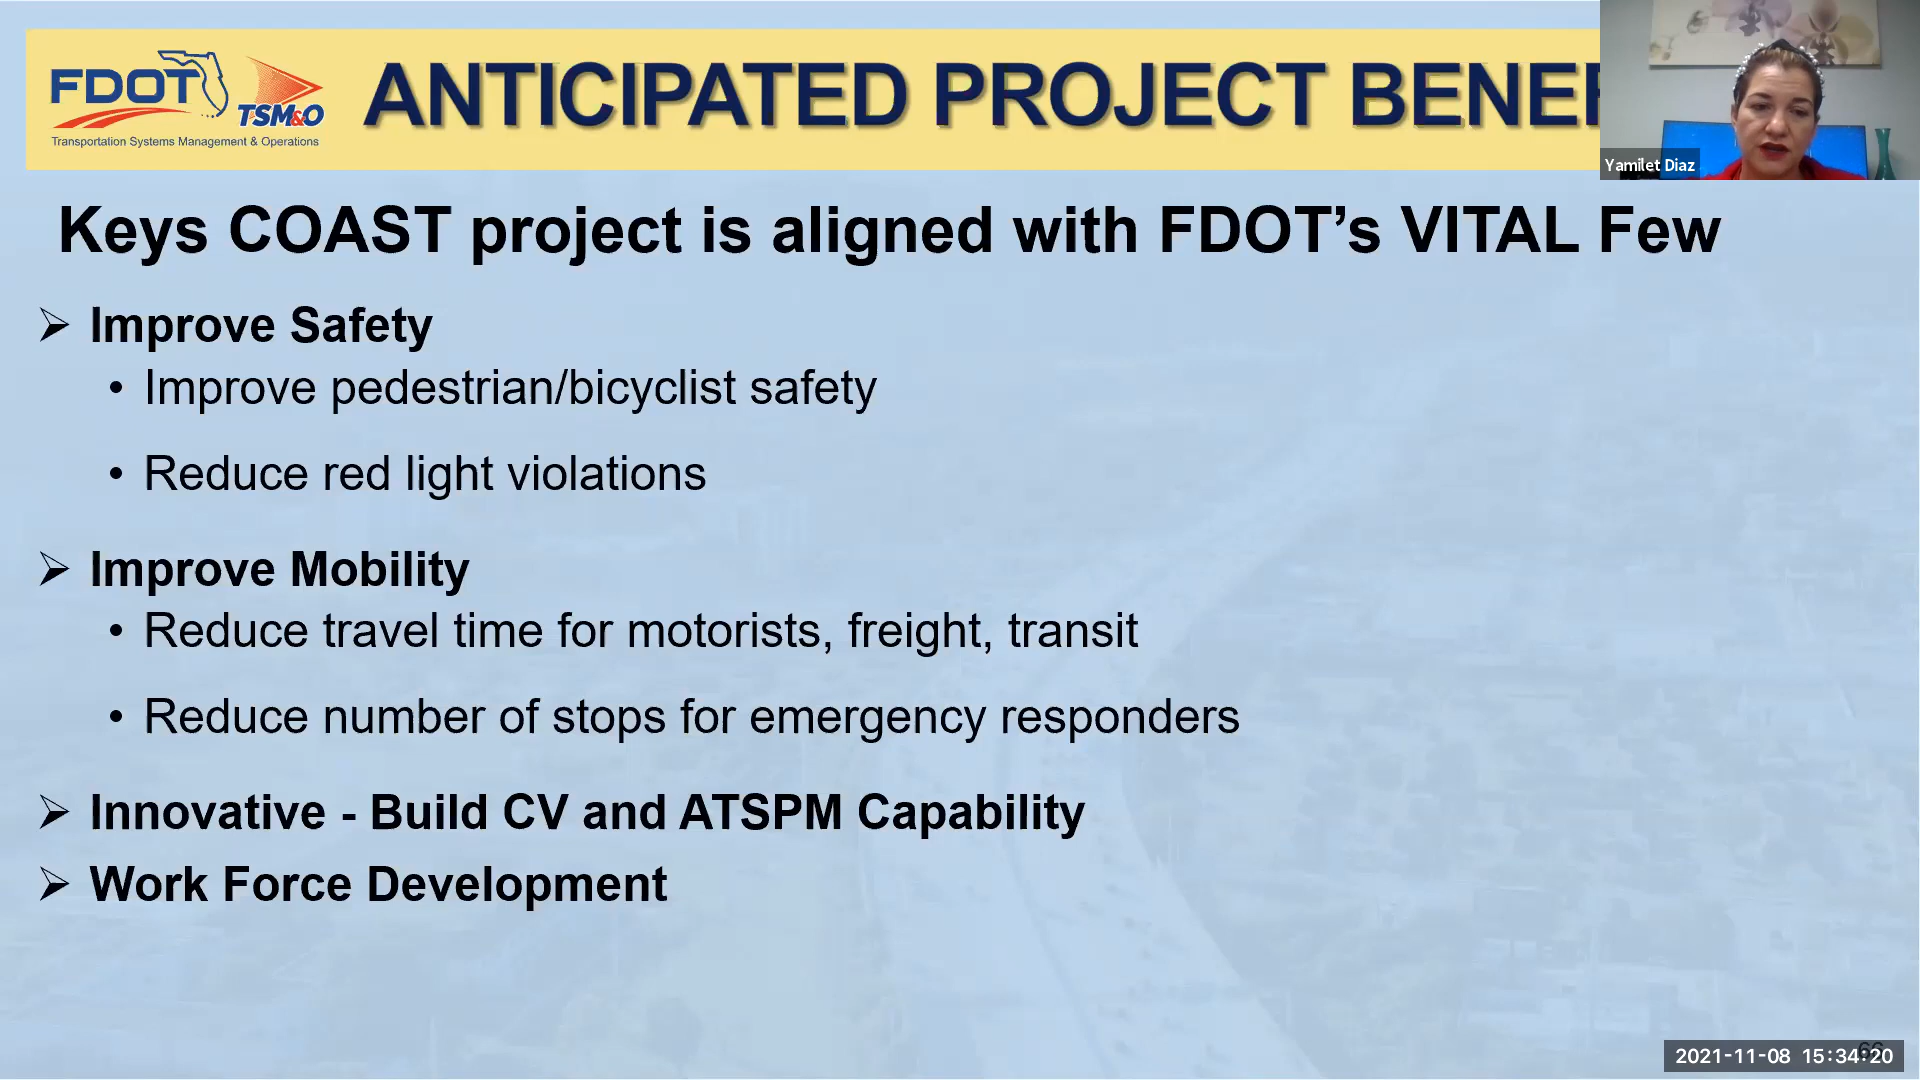 FDOT
TSM&O
Transportation Systems Management & Operations
ANTICIPATED PROJECT
Yamilet Diaz
Keys COAST project is aligned with FDOT’s VITAL Few
➢ Improve Safety
• Improve pedestrian/bicyclist safety
• Reduce red light violations
➢ Improve Mobility
• Reduce travel time for motorists, freight, transit
• Reduce number of stops for emergency responders
➢ Innovative - Build CV and ATSPM Capability
➢ Work Force Development
2021-11-08 15:34:20